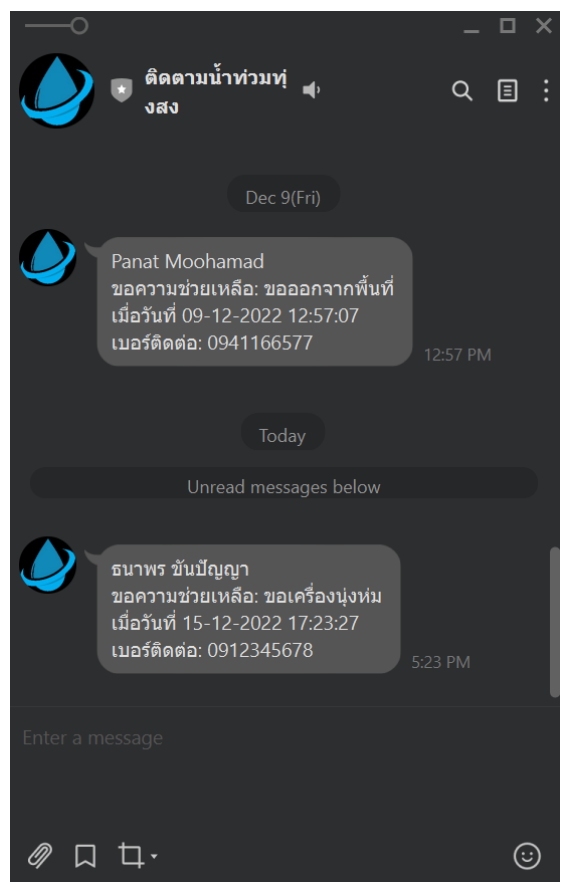 ติดตามน้ำท่วมทุ่
งสง
Dec 9(Fri)
Panat Moohamad
ขอความช่วยเหลือ: ขอออกจากพื้นที่
เมื่อวันที่ 09-12-2022 12:57:07
เบอร์ติดต่อ: 0941166577
12:57 PM
Today
Unread messages below
ธนาพร ขันปัญญา
ขอความช่วยเหลือ: ขอเครื่องนุ่งห่ม
เมื่อวันที่ 15-12-2022 17:23:27
เบอร์ติดต่อ: 0912345678
5:23 PM
Enter a message